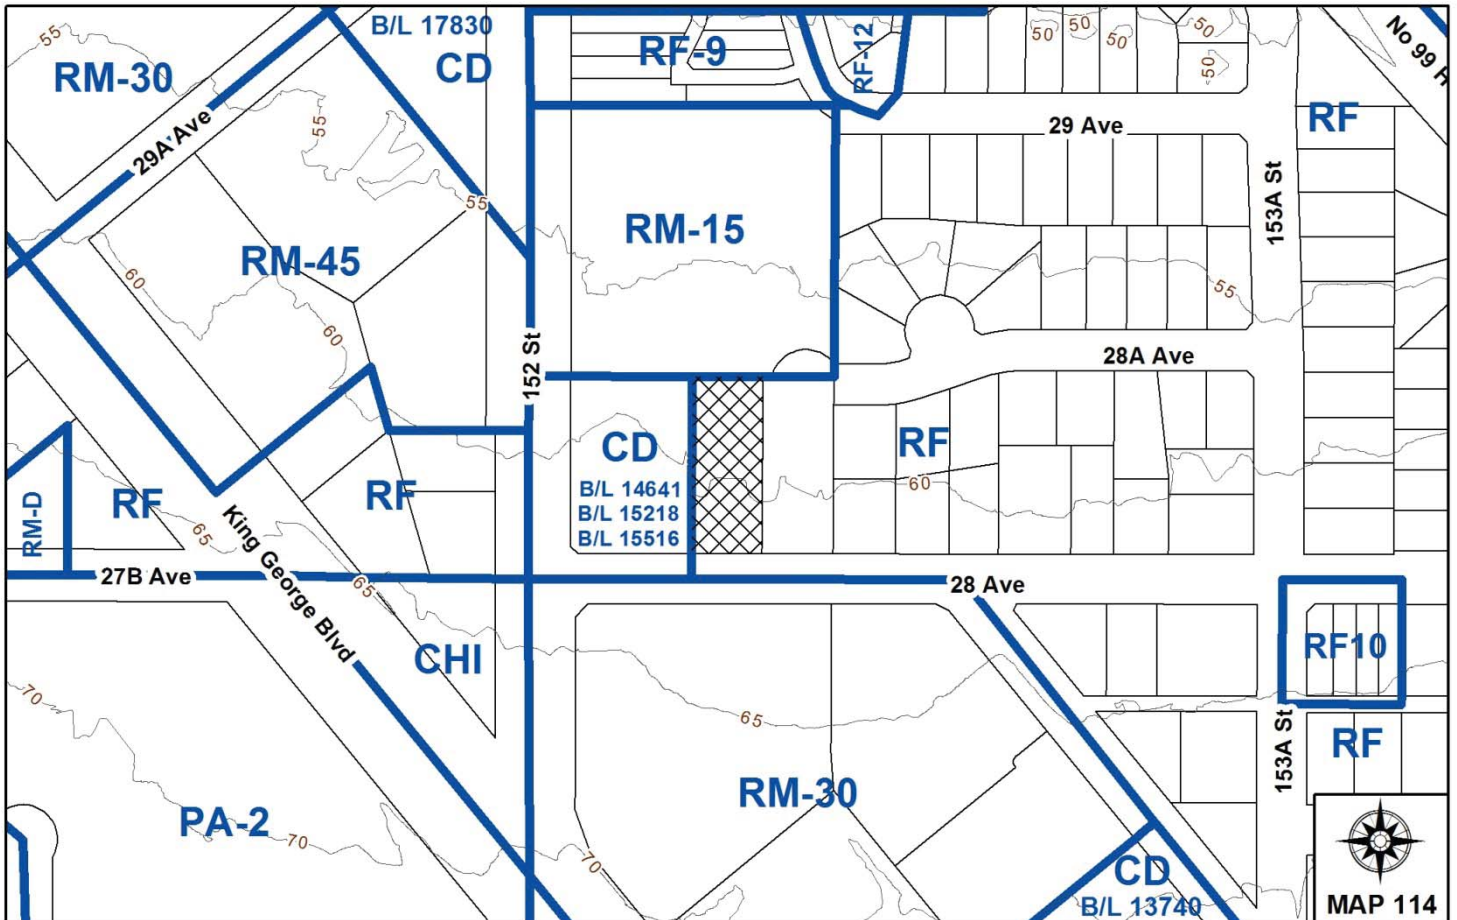 B/L 17830
CD
RF-9
RF-12
50
50
50
50
50
No 99 H
55
RM-30
55
29A Ave
RF
29 Ave
55
153A St
RM-15
RM-45
60
55
60
152 St
28A Ave
CD
RF
B/L 14641
B/L 15218
B/L 15516
60
RM-D
RF
RF
65
King George Blvd
27B Ave
65
28 Ave
CHI
RF10
70
65
153A St
RF
RM-30
PA-2
70
70
CD
B/L 13740
MAP 114